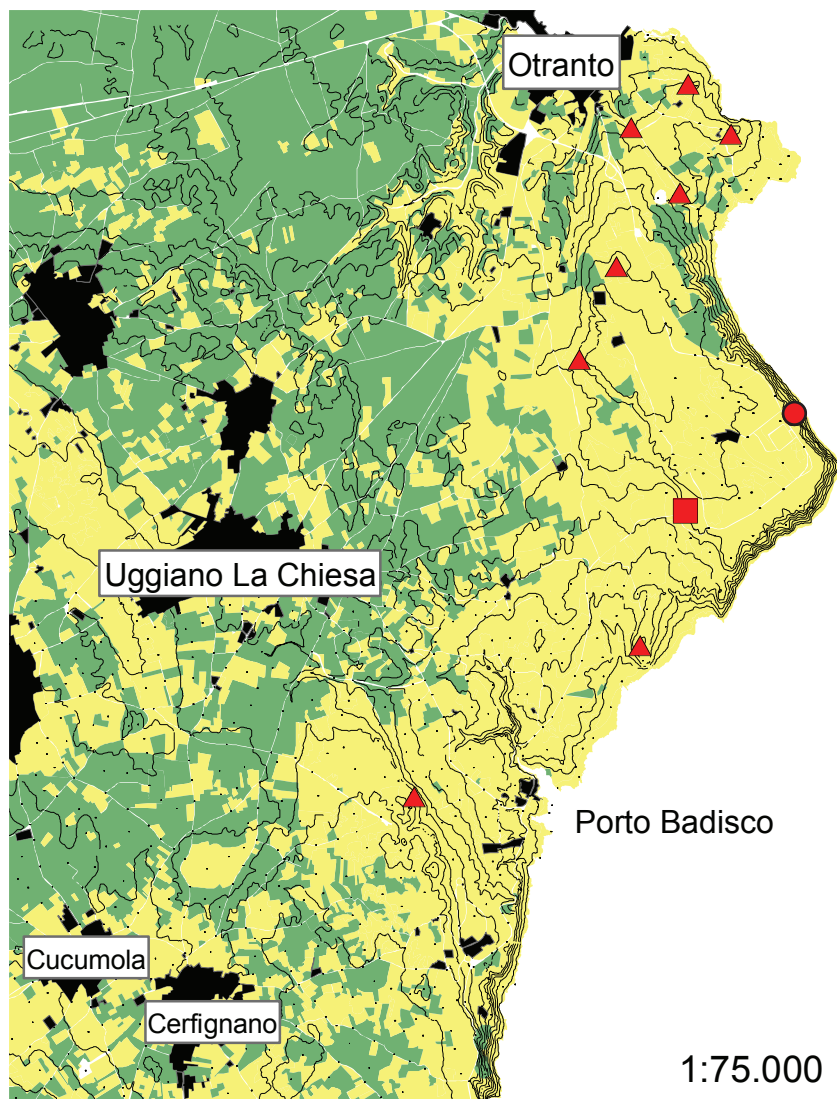 Otranto
Uggiano La Chiesa
Porto Badisco
Cucumola
Cerfignano
1:75.000